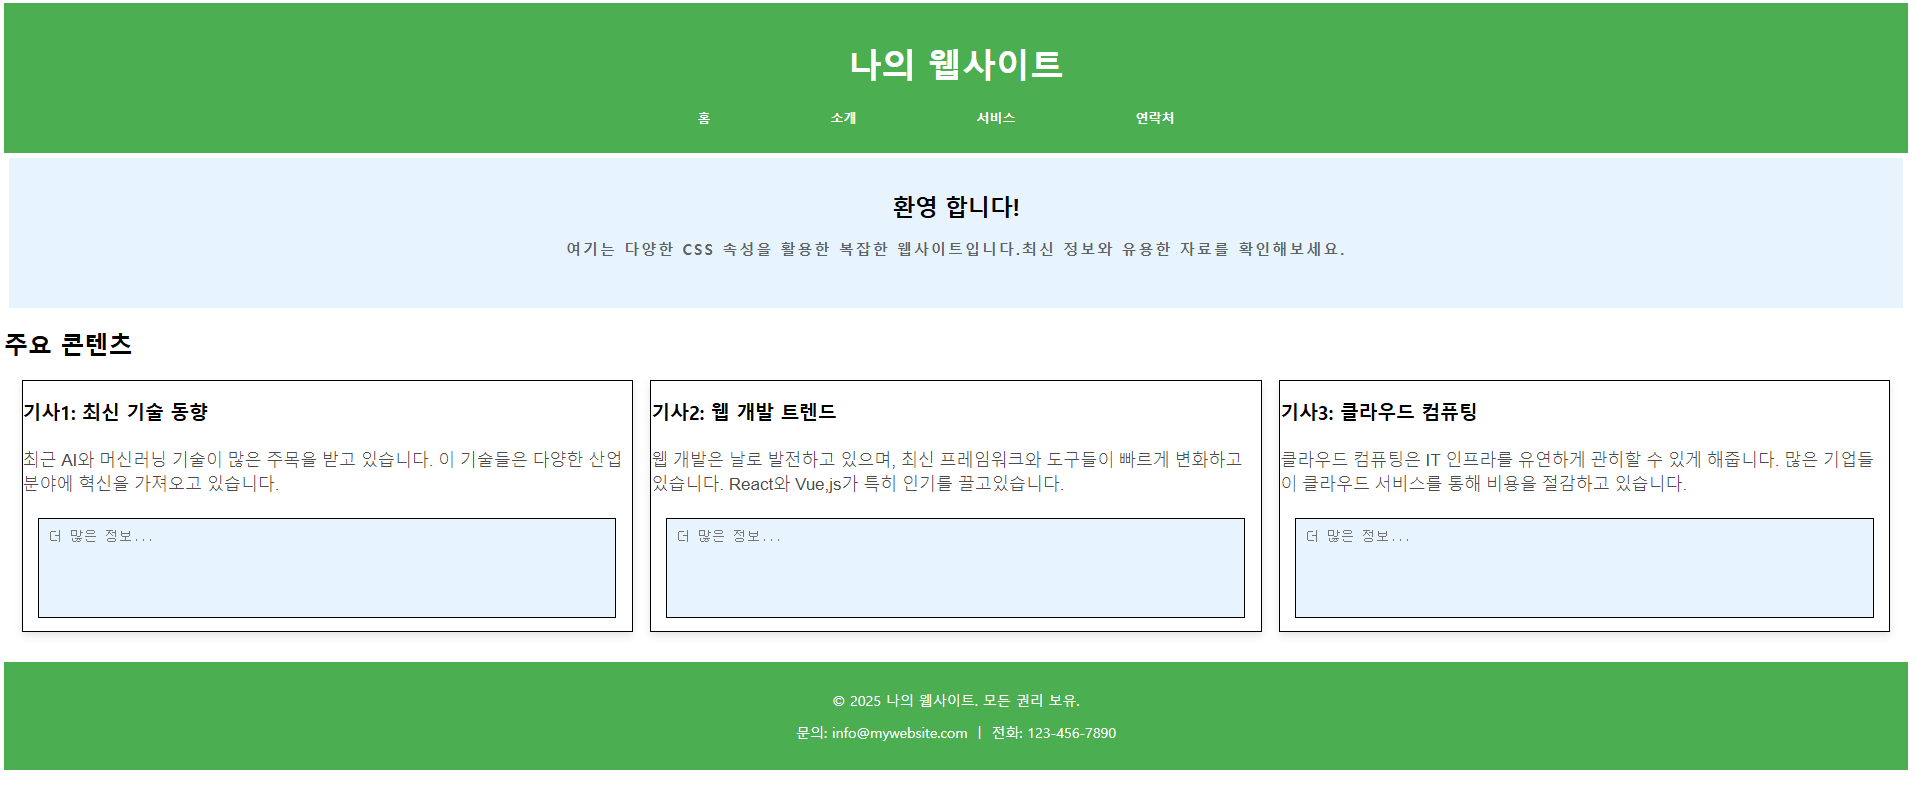 나의 웹사이트
홈 소개 서비스 연락처
환영 합니다!
여기는 다양한 CSS 속성을 활용한 복잡한 웹사이트입니다.최신 정보와 유용한 자료를 확인해보세요.
주요 콘텐츠
기사1: 최신 기술 동향
최근 AI와 머신러닝 기술이 많은 주목을 받고 있습니다. 이 기술들은 다양한 산업
분야에 혁신을 가져오고 있습니다.
더 많은 정보...
기사2: 웹 개발 트렌드
웹 개발은 날로 발전하고 있으며, 최신 프레임워크와 도구들이 빠르게 변화하고
있습니다. React와 Vue,js가 특히 인기를 끌고있습니다.
더 많은 정보...
기사3: 클라우드 컴퓨팅
클라우드 컴퓨팅은 IT 인프라를 유연하게 관히할 수 있게 해줍니다. 많은 기업들
이 클라우드 서비스를 통해 비용을 절감하고 있습니다.
더 많은 정보...
© 2025 나의 웹사이트. 모든 권리 보유.
문의: info@mywebsite.com | 전화: 123-456-7890